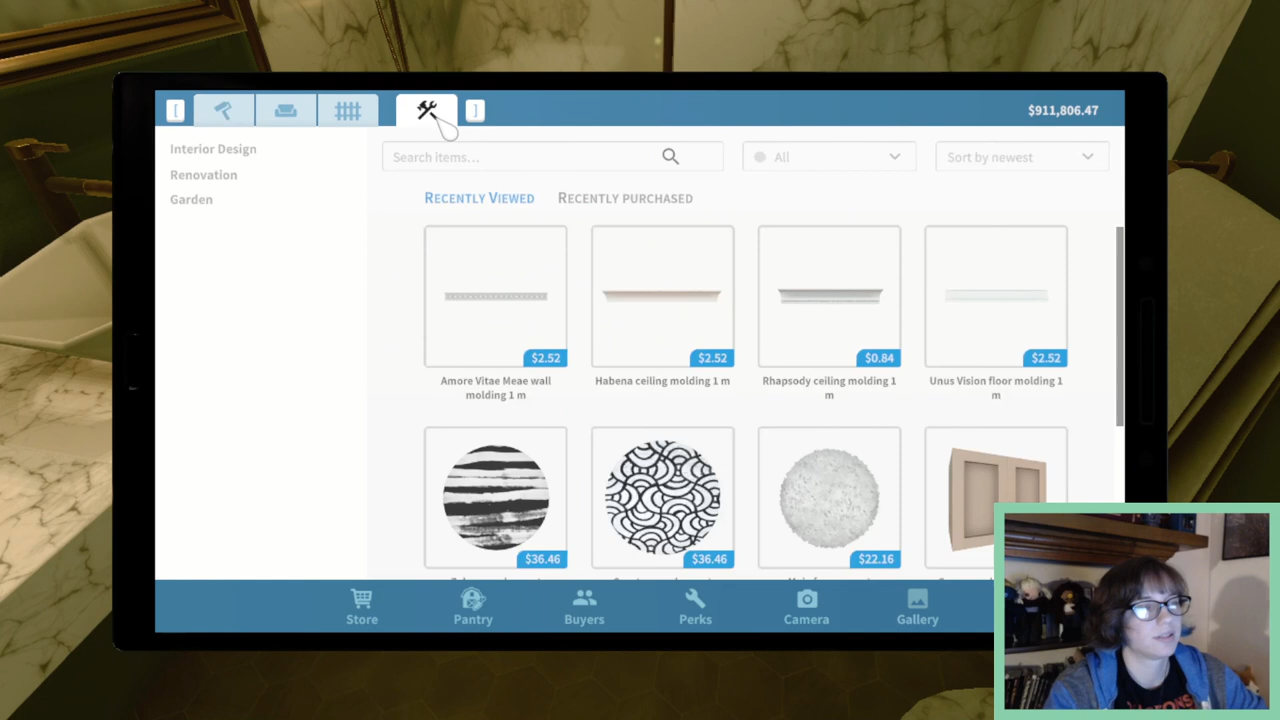 [
]
$911,806.47
Interior Design
Renovation
Garden
Search items...
All
Sort by newest
RECENTLY VIEWED
RECENTLY PURCHASED
$2.52
$2.52
$0.84
$2.52
Amore Vitae Meae wall
molding 1 m
Habena ceiling molding 1 m
Rhapsody ceiling molding 1
m
Unus Vision floor molding 1
m
$36.46
$36.46
$22.16
Store
Pantry
Buyers
Perks
Camera
Gallery